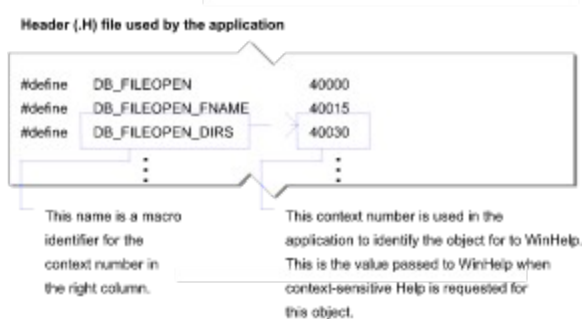 Header (.H) file used by the application
#define DB_FILEOPEN 40000
#define DB_FILEOPEN_FNAME 40015
#define DB_FILEOPEN_DIRS 40030
This name is a macro
identifier for the
context number in
the right column.
This context number is used in the
application to identify the object for to WinHelp.
This is the value passed to WinHelp when
context-sensitive Help is requested for
this object.